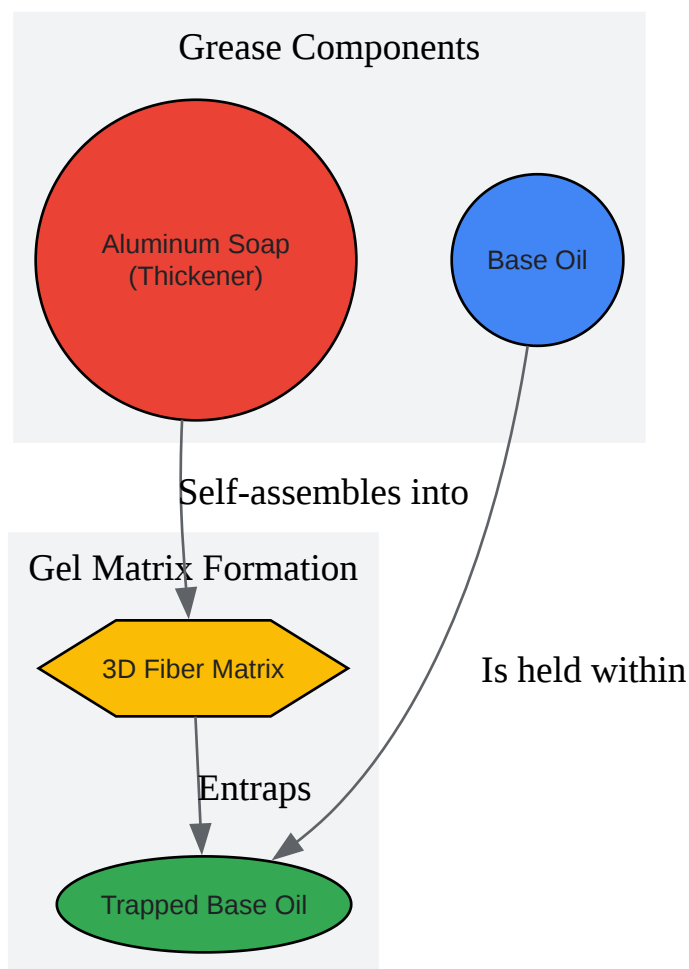 Grease Components
Aluminum Soap
(Thickener)
Base Oil
Self-assembles into
Gel Matrix Formation
3D Fiber Matrix
Is held within
Entraps
Trapped Base Oil